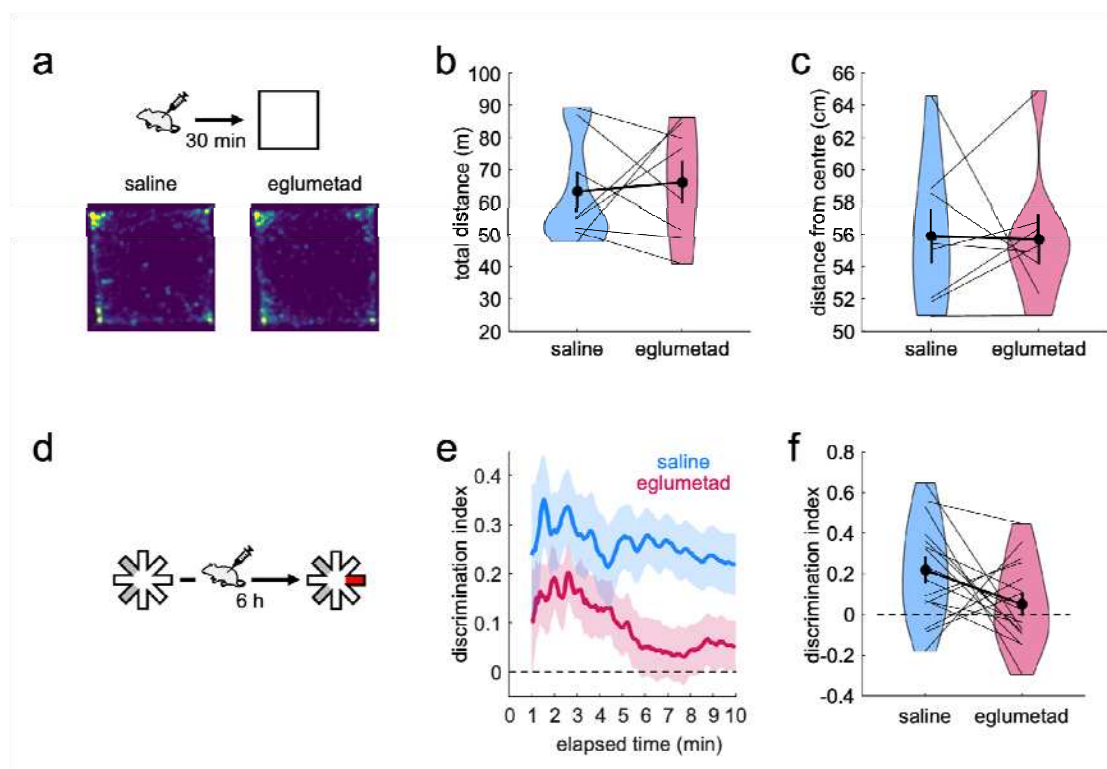 a
30 min
saline eglumetad
b
total distance (m)
100
90
80
70
60
50
40
30
20
saline eglumetad
c
distance from centre (cm)
66
64
62
60
58
56
54
52
50
saline eglumetad
d
6 h
e
discrimination index
0.4
0.3
0.2
0.1
0
saline
eglumetad
0 1 2 3 4 5 6 7 8 9 10
elapsed time (min)
f
discrimination index
0.8
0.6
0.4
0.2
0
-0.2
-0.4
saline eglumetad